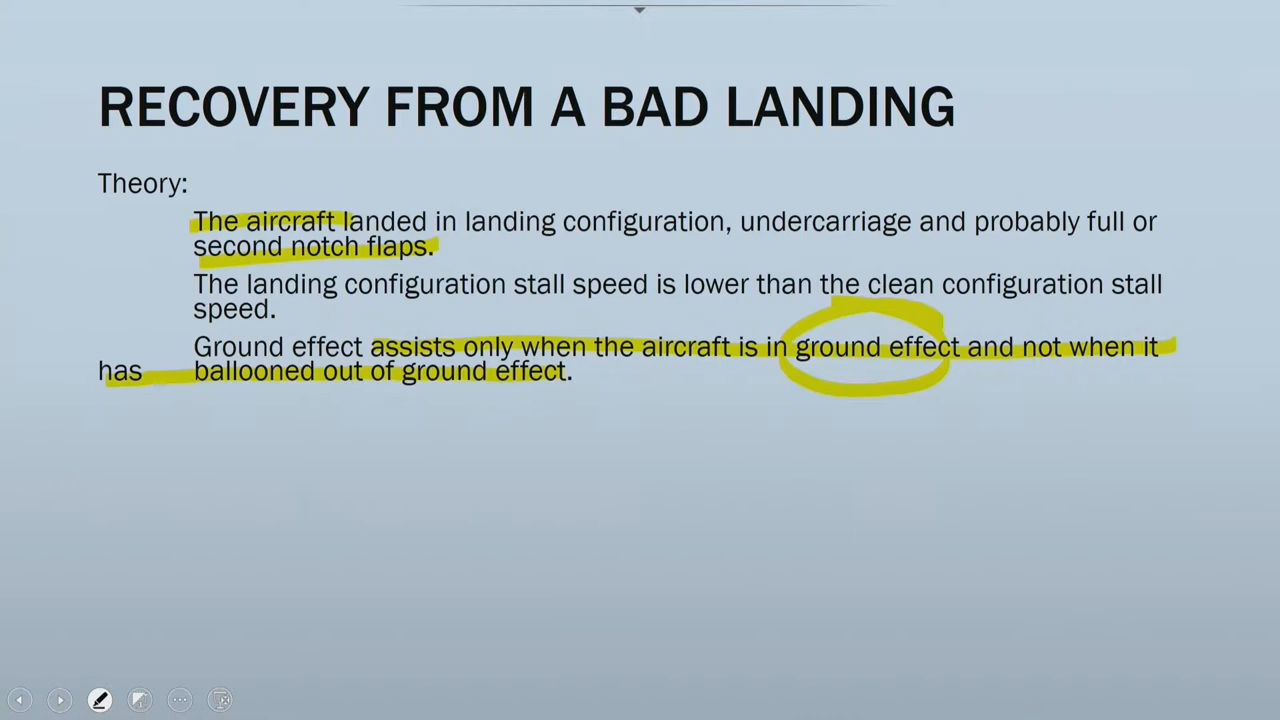 RECOVERY FROM A BAD LANDING
Theory:
The aircraft landed in landing configuration, undercarriage and probably full or
second notch flaps.
The landing configuration stall speed is lower than the clean configuration stall
speed.
Ground effect assists only when the aircraft is in ground effect and not when it
has ballooned out of ground effect.